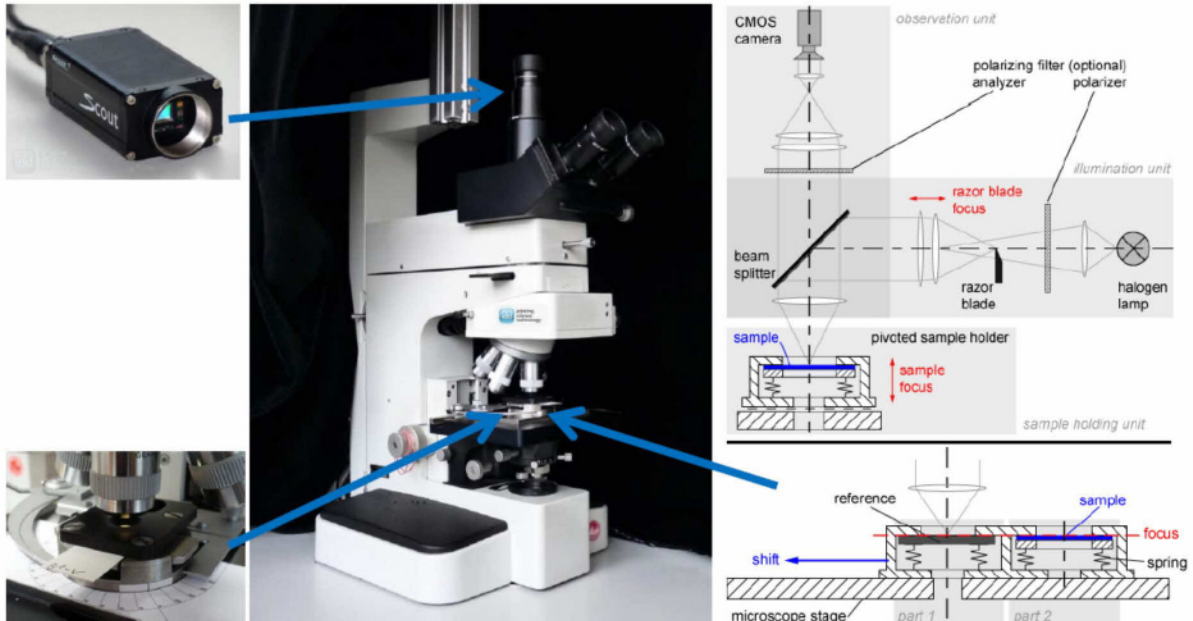 Scout
CMOS
camera
observation unit
polarizing filter (optional)
analyzer
polarizer
illumination unit
razor blade
focus
beam
splitter
razor
blade
halogen
lamp
sample
pivoted sample holder
sample
focus
sample holding unit
reference
sample
focus
shift
spring
microscope stage
part 1
part 2